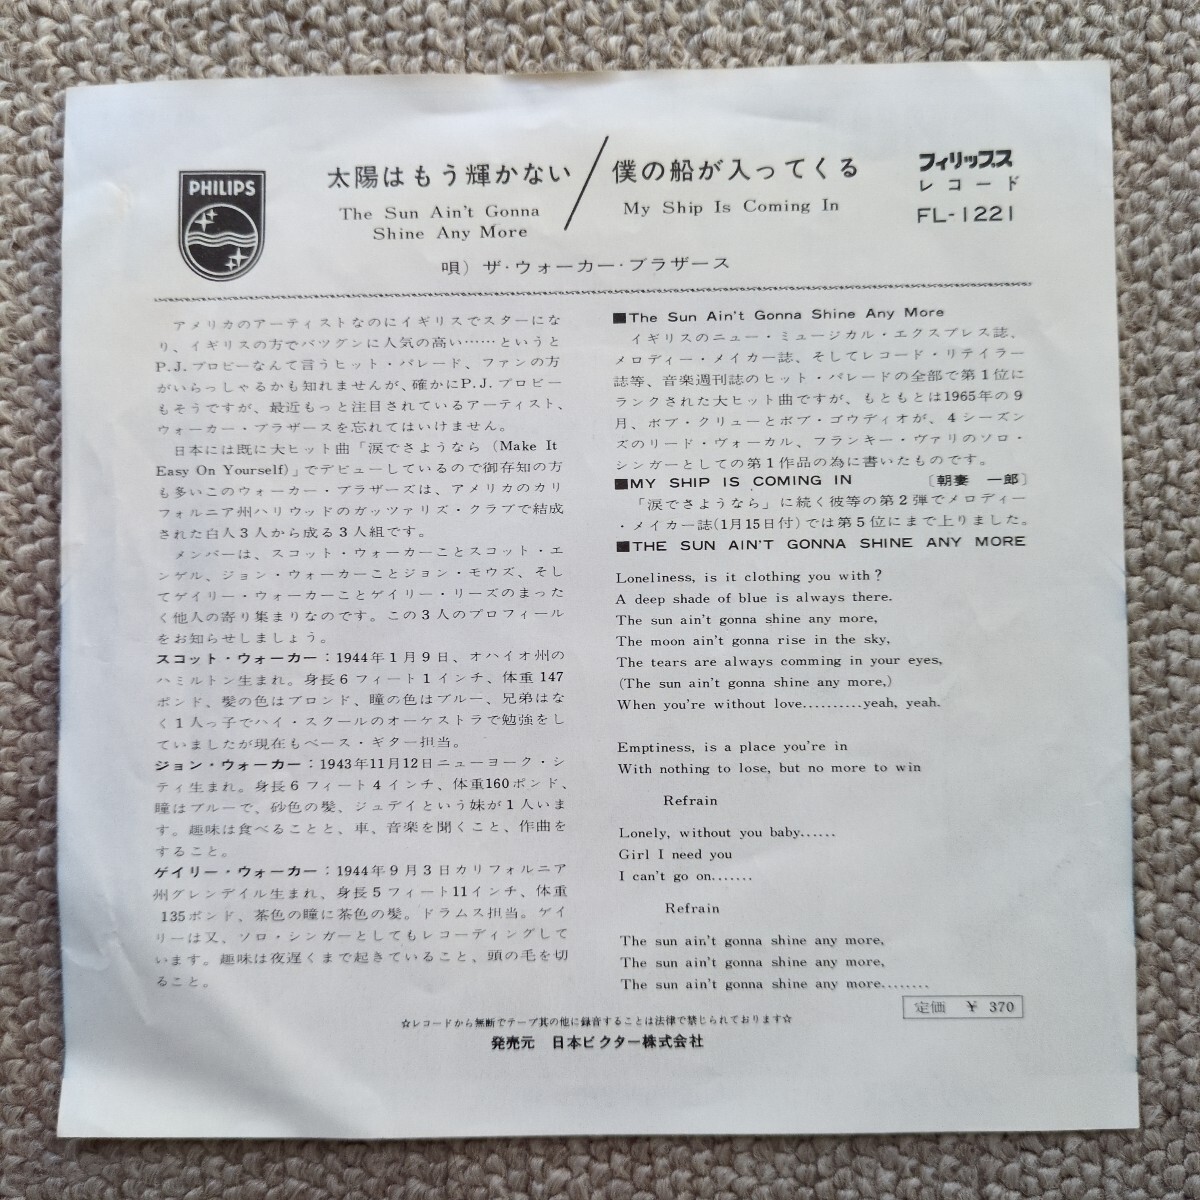 PHILIPS
太陽はもう輝かない／僕の船が入ってくる
The Sun Ain't Gonna
Shine Any More
My Ship Is Coming In
唄）ザ・ウォーカー・ブラザース
フィリップス
レコード
FL-1221
アメリカのアーティストなのにイギリスでスターにな
り、イギリスの方でバツグンに人気の高い……というと
P.J.プロビーなんて言うヒット・パレード、ファンの方
がいらっしゃるかも知れませんが、確かにP.J.プロビー
もそうですが、最近もっと注目されているアーティスト、
ウォーカー・ブラザースを忘れてはいけません。
日本には既に大ヒット曲「涙でさようなら（Make It
Easy On Yourself）」でデビューしているので御存知の方
も多いこのウォーカー・ブラザーズは、アメリカのカリ
フォルニア州ハリウッドのガッツァリズ・クラブで結成
された白人3人から成る3人組です。
メンバーは、スコット・ウォーカーことスコット・エ
ンゲル、ジョン・ウォーカーことジョン・モウズ、そし
てゲイリー・ウォーカーことゲイリー・リーズのまった
く他人の寄り集まりなのです。この3人のプロフィール
をお知らせしましょう。
スコット・ウォーカー：1944年1月9日、オハイオ州の
ハミルトン生まれ。身長6フィート1インチ、体重147
ポンド、髪の色はブロンド、瞳の色はブルー、兄弟はな
く1人っ子でハイ・スクールのオーケストラで勉強をし
ていましたが現在もベース・ギター担当。
ジョン・ウォーカー：1943年11月12日ニューヨーク・シ
ティ生まれ。身長6フィート4インチ、体重160ポンド、
瞳はブルーで、砂色の髪、ジュデイという妹が1人いま
す。趣味は食べることと、車、音楽を聞くこと、作曲を
すること。
ゲイリー・ウォーカー：1944年9月3日カリフォルニア
州グレンデイル生まれ、身長5フィート11インチ、体重
135ポンド、茶色の瞳に茶色の髪。ドラムス担当。ゲイ
リーは又、ソロ・シンガーとしてもレコーディングして
います。趣味は夜遅くまで起きていること、頭の毛を切
ること。
■The Sun Ain't Gonna Shine Any More
イギリスのニュー・ミュージカル・エクスプレス誌、
メロディー・メイカー誌、そしてレコード・リテイラー
誌等、音楽週刊誌のヒット・パレードの全部で第1位に
ランクされた大ヒット曲ですが、もともとは1965年の9
月、ボブ・クリューとボブ・ゴウディオが、4シーズン
ズのリード・ヴォーカル、フランキー・ヴァリのソロ・
シンガーとしての第1作品の為に書いたものです。
■MY SHIP IS COMING IN 〔朝妻 一郎〕
「涙でさようなら」に続く彼等の第2弾でメロディー
・メイカー誌（1月15日付）では第5位にまで上りました。
■THE SUN AIN'T GONNA SHINE ANY MORE
Loneliness, is it clothing you with?
A deep shade of blue is always there.
The sun ain't gonna shine any more,
The moon ain't gonna rise in the sky,
The tears are always comming in your eyes,
(The sun ain't gonna shine any more,)
When you're without love..........yeah, yeah.
Emptiness, is a place you're in
With nothing to lose, but no more to win
Refrain
Lonely, without you baby......
Girl I need you
I can't go on.......
Refrain
The sun ain't gonna shine any more,
The sun ain't gonna shine any more,
The sun ain't gonna shine any more........
定価 ￥ 370
☆レコードから無断でテープ其の他に録音することは法律で禁じられております☆
発売元 日本ビクター株式会社